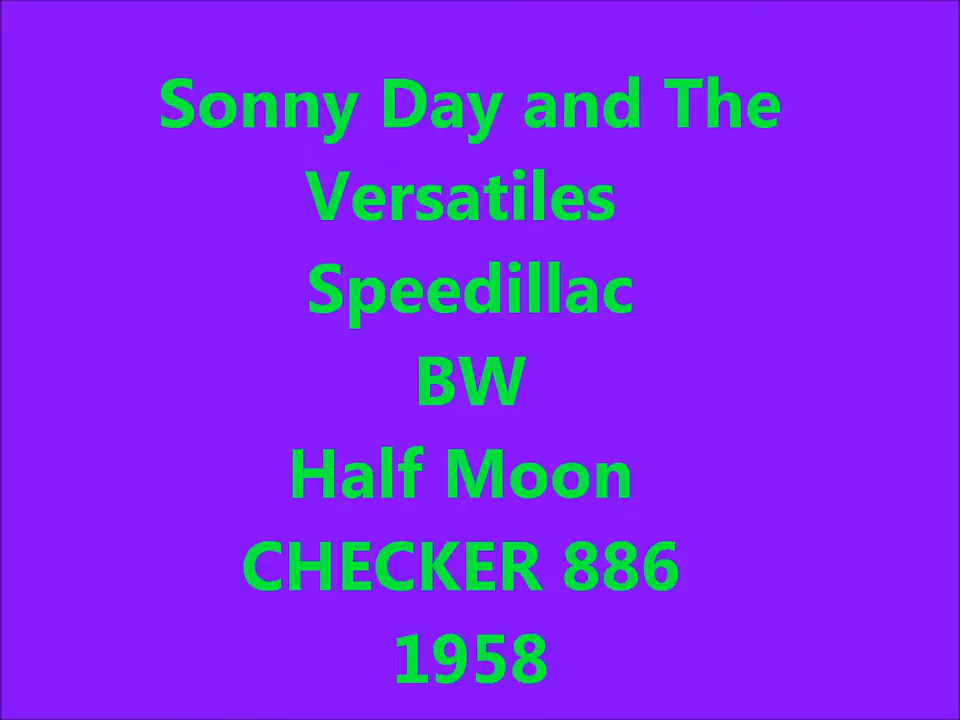 Sonny Day and The
Versatiles
Speedillac
BW
Half Moon
CHECKER 886
1958